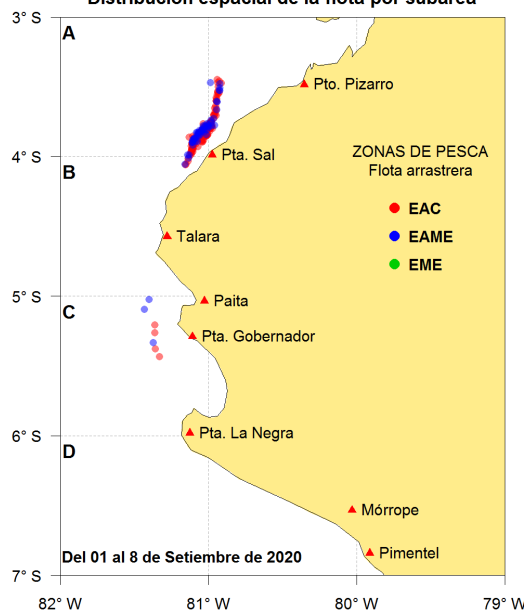 Distribución espacial de la flota por subárea
3° S
A
Pto. Pizarro
4° S
Pta. Sal
B
ZONAS DE PESCA
Flota arrastrera
EAC
EAME
EME
Talara
5° S
Paita
C
Pta. Gobernador
6° S
Pta. La Negra
D
Mórrope
Pimentel
Del 01 al 8 de Setiembre de 2020
7° S
82° W 81° W 80° W 79° W